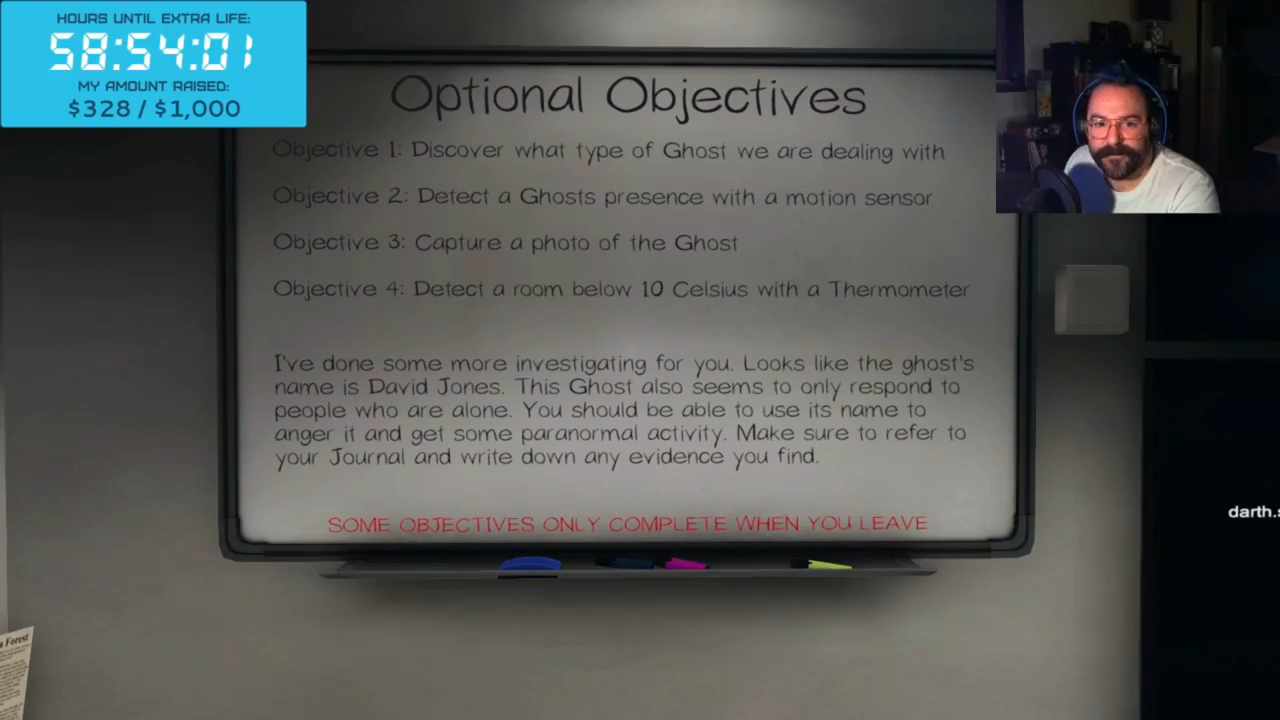 HOURS UNTIL EXTRA LIFE:
58:54:01
MY AMOUNT RAISED:
$328 / $1,000
Optional Objectives
Objective 1: Discover what type of Ghost we are dealing with
Objective 2: Detect a Ghosts presence with a motion sensor
Objective 3: Capture a photo of the Ghost
Objective 4: Detect a room below 10 Celsius with a Thermometer
I've done some more investigating for you. Looks like the ghost's
name is David Jones. This Ghost also seems to only respond to
people who are alone. You should be able to use its name to
anger it and get some paranormal activity. Make sure to refer to
your Journal and write down any evidence you find.
SOME OBJECTIVES ONLY COMPLETE WHEN YOU LEAVE
darth.s
Forest